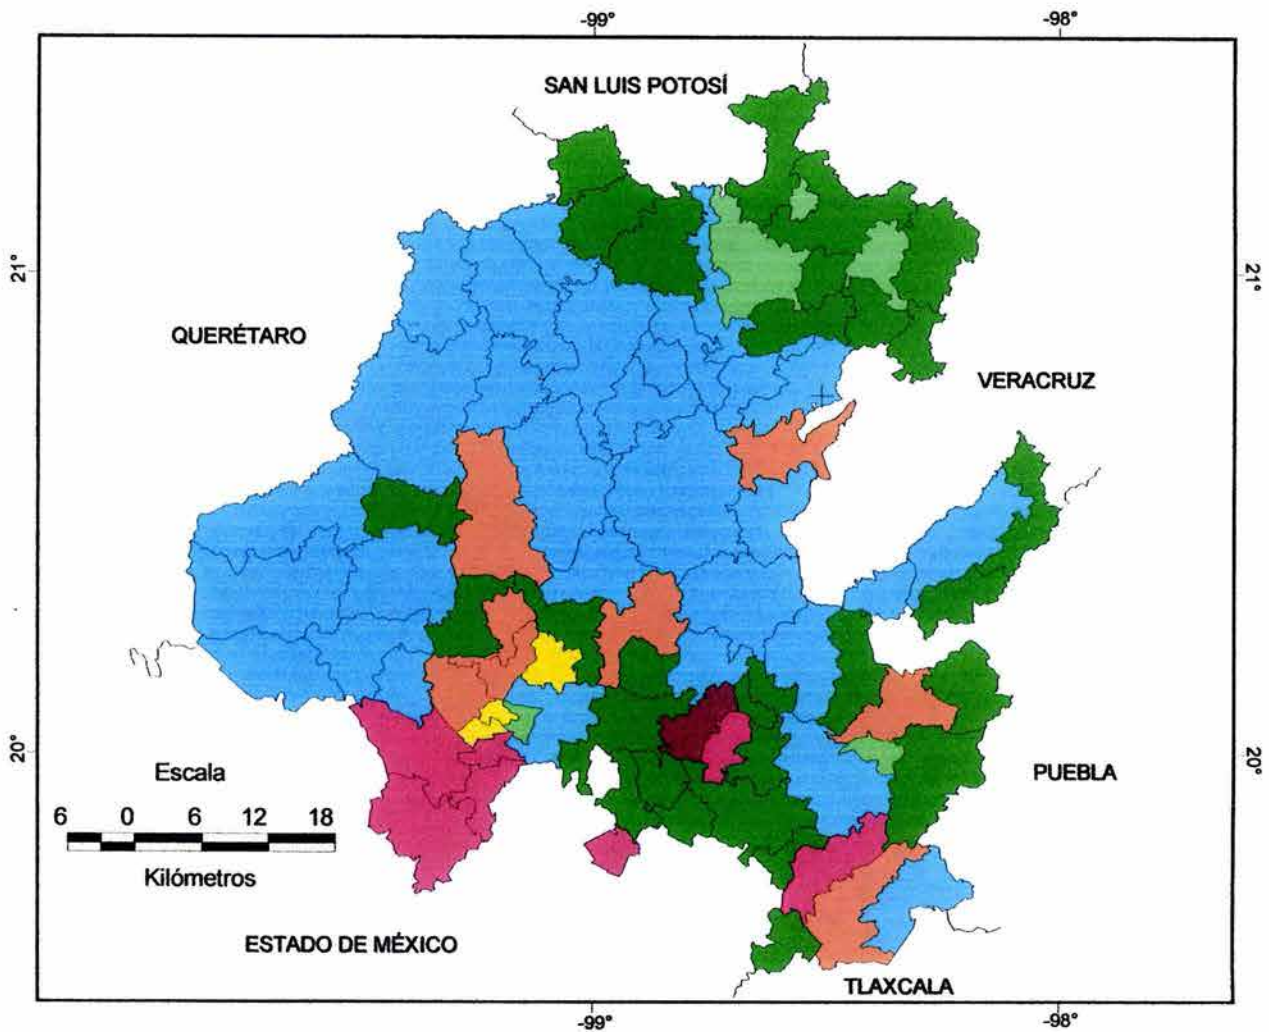 -99° -98°
SAN LUIS POTOSÍ
21° 21°
QUERÉTARO
VERACRUZ
20° 20°
Escala
PUEBLA
6 0 6 12 18
Kilómetros
ESTADO DE MÉXICO
TLAXCALA
-99° -98°